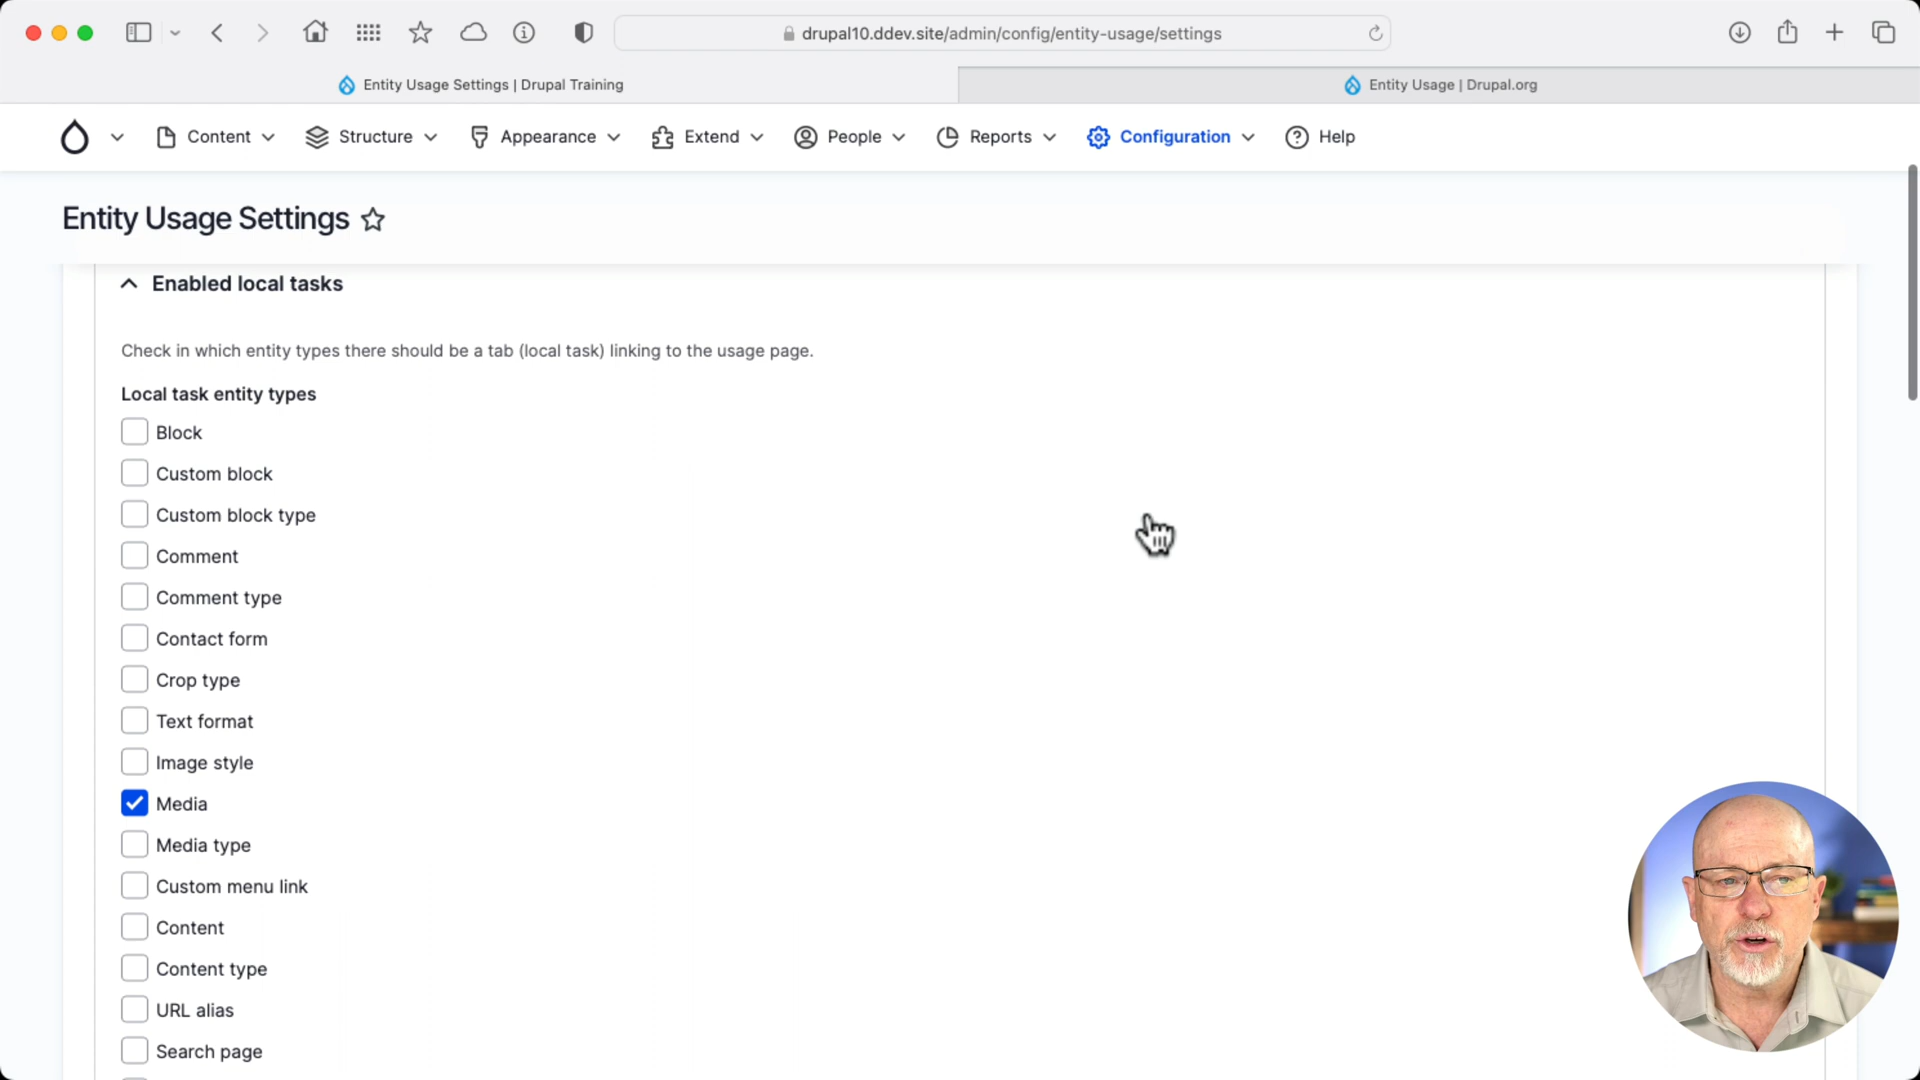 drupal10.ddev.site/admin/config/entity-usage/settings
Entity Usage Settings | Drupal Training
Entity Usage | Drupal.org
Content
Structure
Appearance
Extend
People
Reports
Configuration
Help
Entity Usage Settings
Enabled local tasks
Check in which entity types there should be a tab (local task) linking to the usage page.
Local task entity types
Block
Custom block
Custom block type
Comment
Comment type
Contact form
Crop type
Text format
Image style
Media
Media type
Custom menu link
Content
Content type
URL alias
Search page